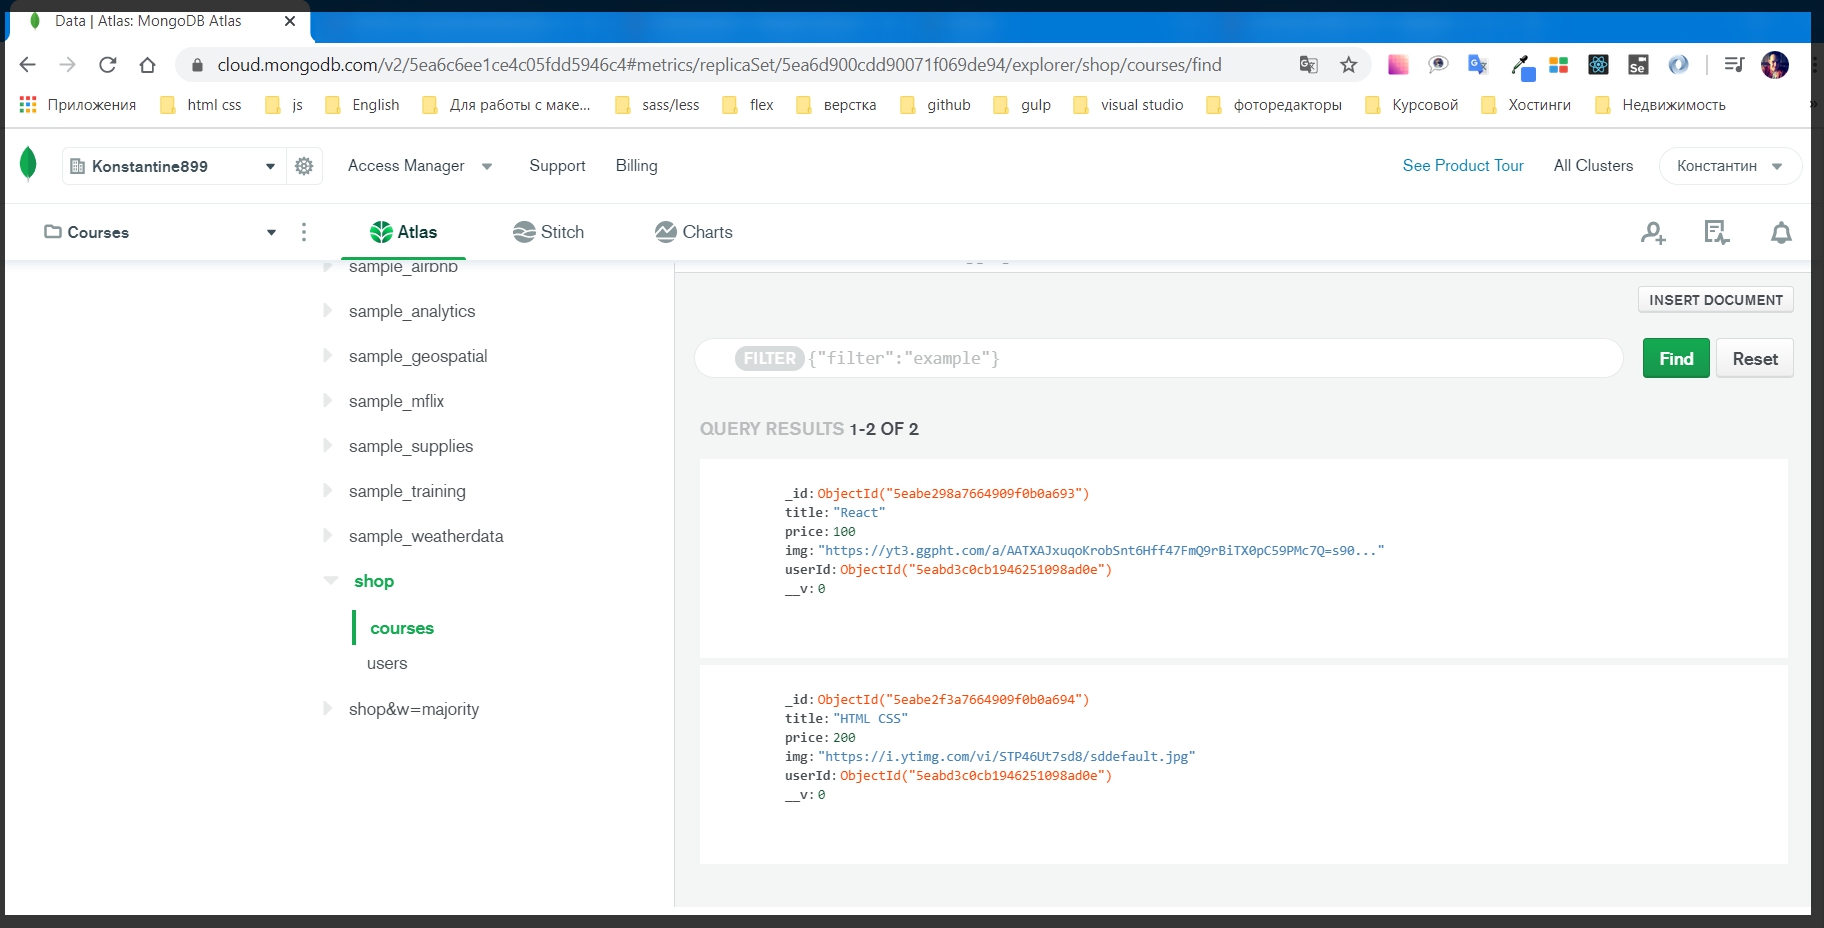 Data | Atlas: MongoDB Atlas
cloud.mongodb.com/v2/5ea6c6ee1ce4c05fdd5946c4#metrics/replicaSet/5ea6d900cdd90071f069de94/explorer/shop/courses/find
Приложения html css js English Для работы с маке... sass/less flex верстка github gulp visual studio фоторедакторы Курсовой Хостинги Недвижимость »
Konstantine899 Access Manager Support Billing See Product Tour All Clusters Константин
Courses Atlas Stitch Charts
sample_airbnb
sample_analytics
sample_geospatial
sample_mflix
sample_supplies
sample_training
sample_weatherdata
shop
courses
users
shop&w=majority
INSERT DOCUMENT
FILTER {"filter":"example"} Find Reset
QUERY RESULTS 1-2 OF 2
_id: ObjectId("5eabe298a7664909f0b0a693")
title: "React"
price: 100
img: "https://yt3.ggpht.com/a/AATXAJxuqoKrobSnt6Hff47FmQ9rBiTX0pC59PMc7Q=s90..."
userId: ObjectId("5eabd3c0cb1946251098ad0e")
__v: 0
_id: ObjectId("5eabe2f3a7664909f0b0a694")
title: "HTML CSS"
price: 200
img: "https://i.ytimg.com/vi/STP46Ut7sd8/sddefault.jpg"
userId: ObjectId("5eabd3c0cb1946251098ad0e")
__v: 0